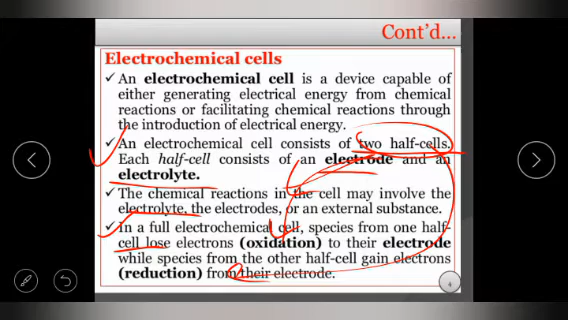 Cont'd...
Electrochemical cells
✓ An electrochemical cell is a device capable of
either generating electrical energy from chemical
reactions or facilitating chemical reactions through
the introduction of electrical energy.
✓ An electrochemical cell consists of two half-cells.
Each half-cell consists of an electrode and an
electrolyte.
✓ The chemical reactions in the cell may involve the
electrolyte, the electrodes, or an external substance.
✓ In a full electrochemical cell, species from one half-
cell lose electrons (oxidation) to their electrode
while species from the other half-cell gain electrons
(reduction) from their electrode.
4